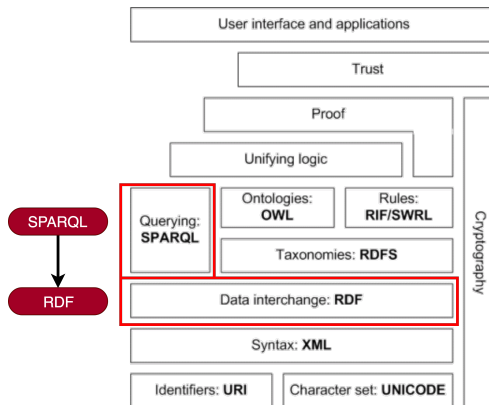 User interface and applications
Trust
Proof
Unifying logic
Querying:
SPARQL
Ontologies:
OWL
Rules:
RIF/SWRL
Taxonomies: RDFS
Data interchange: RDF
Syntax: XML
Identifiers: URI
Character set: UNICODE
Cryptography
SPARQL
RDF